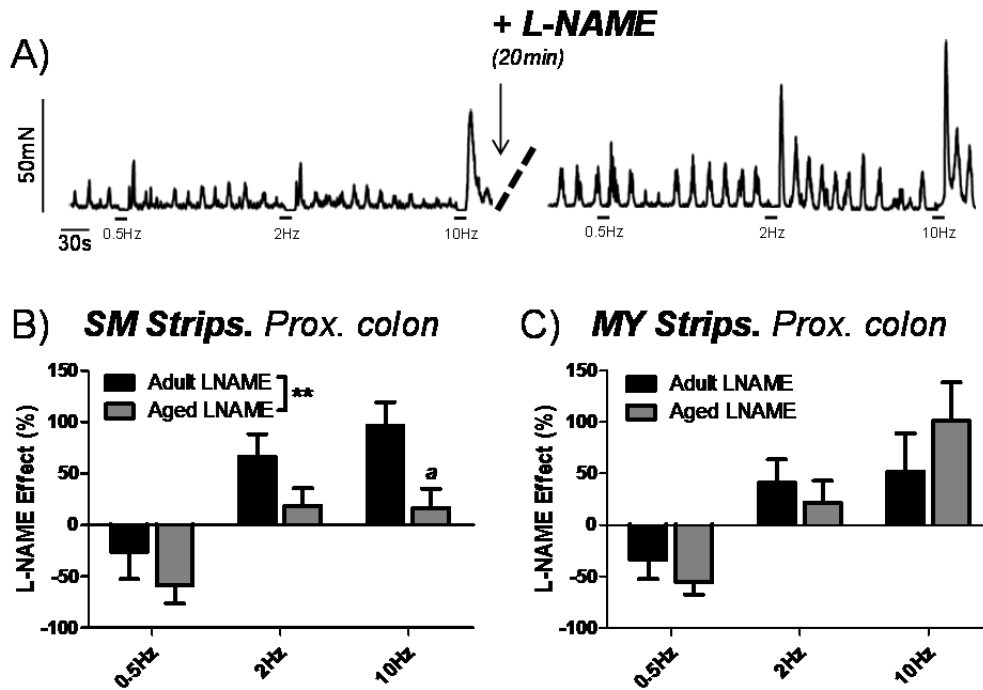 + L-NAME
(20min)
A)
50mN
30s
0.5Hz 2Hz 10Hz 0.5Hz 2Hz 10Hz
B) SM Strips. Prox. colon
L-NAME Effect (%)
150
100
50
0
-50
-100
Adult LNAME
Aged LNAME
**
a
0.5Hz 2Hz 10Hz
C) MY Strips. Prox. colon
L-NAME Effect (%)
150
100
50
0
-50
-100
Adult LNAME
Aged LNAME
0.5Hz 2Hz 10Hz